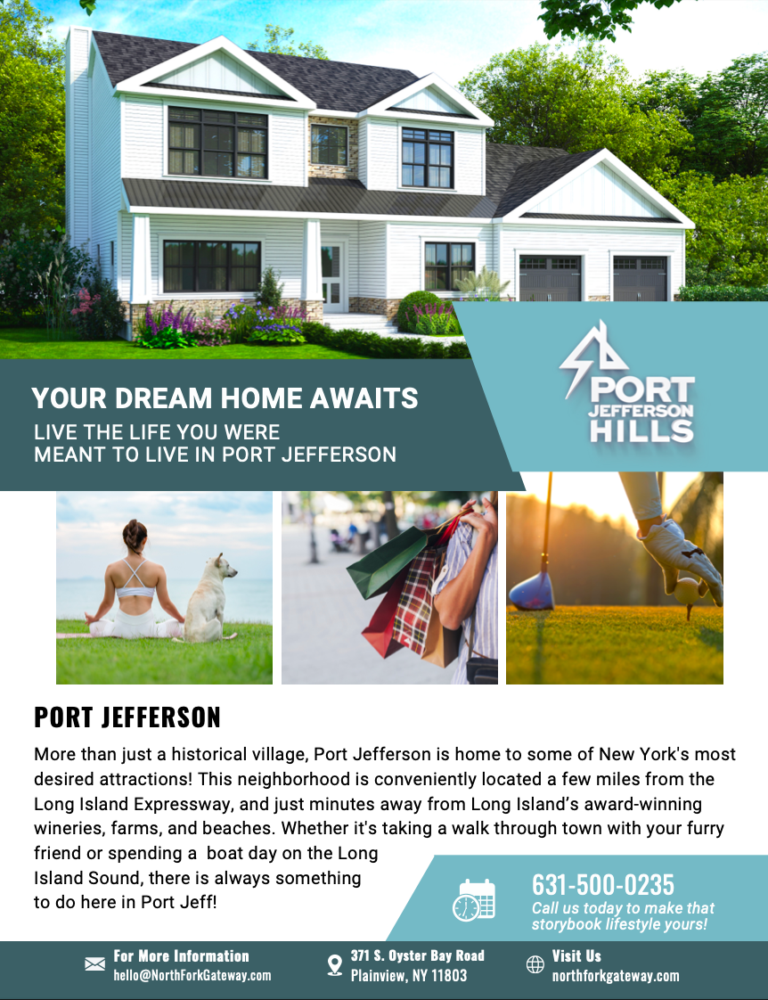 YOUR DREAM HOME AWAITS
LIVE THE LIFE YOU WERE
MEANT TO LIVE IN PORT JEFFERSON
PORT
JEFFERSON
HILLS
PORT JEFFERSON
More than just a historical village, Port Jefferson is home to some of New York's most
desired attractions! This neighborhood is conveniently located a few miles from the
Long Island Expressway, and just minutes away from Long Island’s award-winning
wineries, farms, and beaches. Whether it's taking a walk through town with your furry
friend or spending a  boat day on the Long
Island Sound, there is always something
to do here in Port Jeff!
631-500-0235
Call us today to make that
storybook lifestyle yours!
For More Information
hello@NorthForkGateway.com
371 S. Oyster Bay Road
Plainview, NY 11803
Visit Us
northforkgateway.com